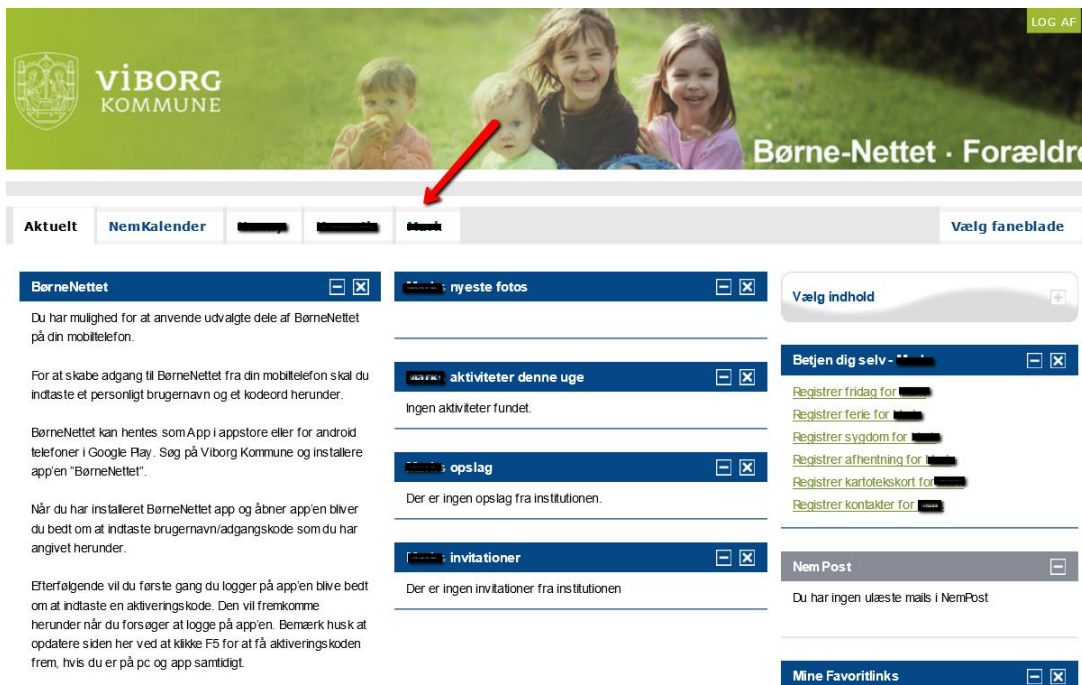 LOG AF
VIBORG
KOMMUNE
Børne-Nettet · Forældre
Aktuelt
NemKalender
Vælg faneblade
BørneNettet
Du har mulighed for at anvende udvalgte dele af BørneNettet
på din mobiltelefon.
For at skabe adgang til BørneNettet fra din mobiltelefon skal du
indtaste et personligt brugernavn og et kodeord herunder.
BørneNettet kan hentes som App i appstore eller for android
telefoner i Google Play. Søg på Viborg Kommune og installere
app'en "BørneNettet".
Når du har installeret BørneNettet app og åbner app'en bliver
du bedt om at indtaste brugernavn/adgangskode som du har
angivet herunder.
Efterfølgende vil du første gang du logger på app'en blive bedt
om at indtaste en aktiveringskode. Den vil fremkomme
herunder når du forsøger at logge på app'en. Bemærk husk at
opdatere siden her ved at klikke F5 for at få aktiveringskoden
frem, hvis du er på pc og app samtidigt.
nyeste fotos
aktiviteter denne uge
Ingen aktiviteter fundet.
opslag
Der er ingen opslag fra institutionen.
invitationer
Der er ingen invitationer fra institutionen
Vælg indhold
Betjen dig selv -
Registrer fridag for
Registrer ferie for
Registrer sygdom for
Registrer afhentning for
Registrer kartotekskort for
Registrer kontakter for
NemPost
Du har ingen ulæste mails i NemPost
Mine Favoritlinks